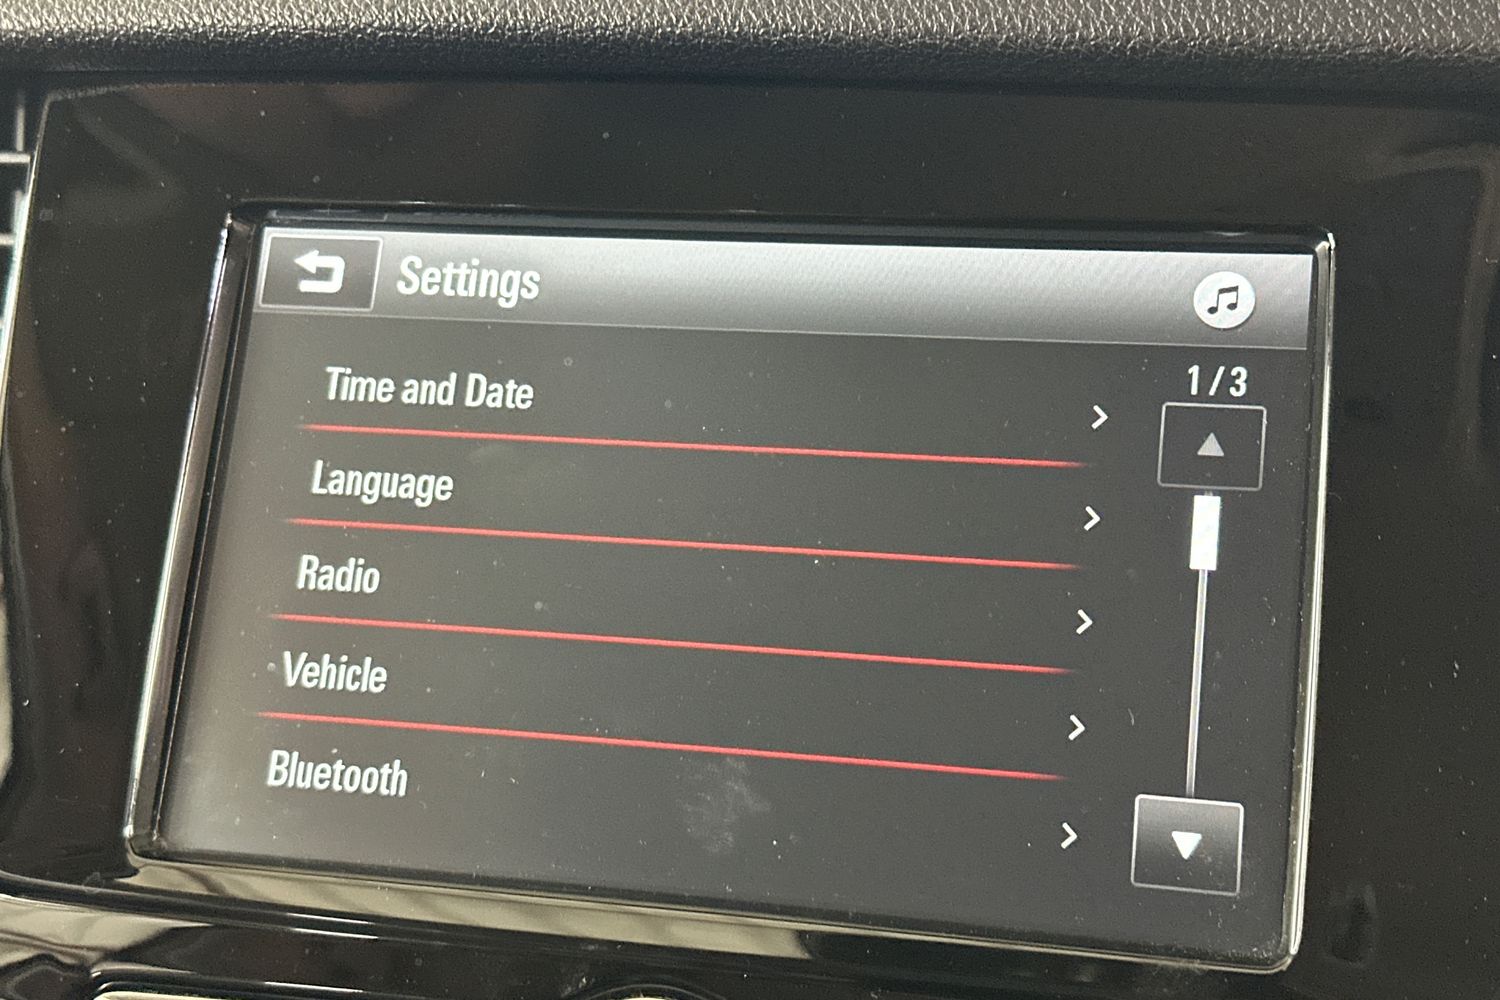 Settings
1/3
Time and Date
Language
Radio
Vehicle
Bluetooth